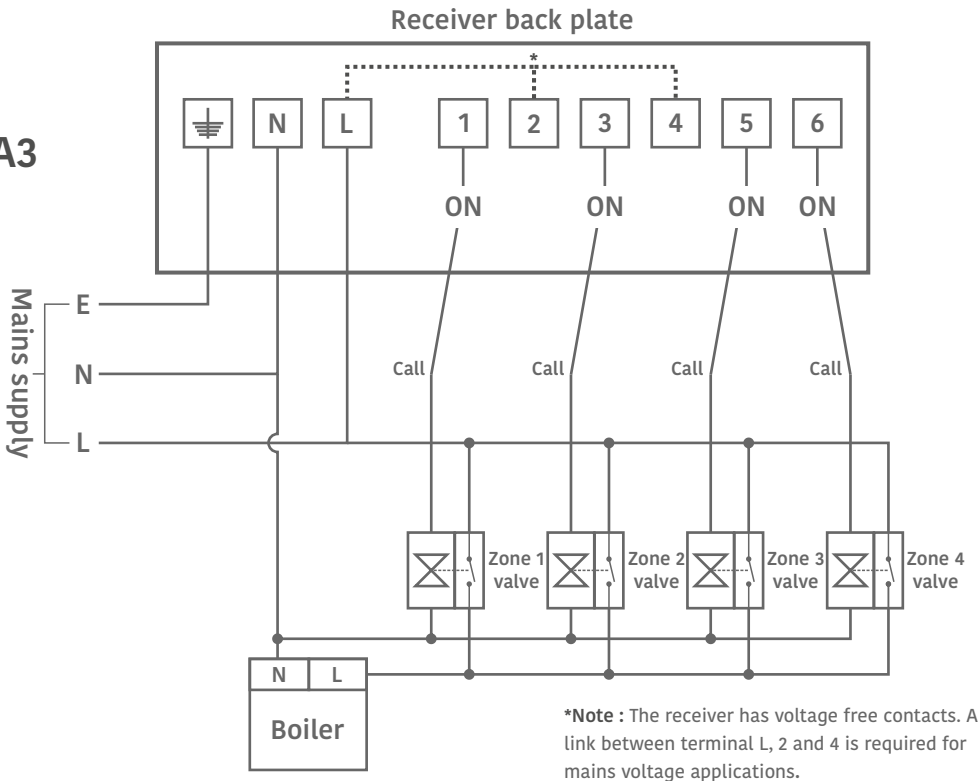 Receiver back plate
*
N L 1 2 3 4 5 6
A3
ON ON ON ON
Mains supply
E
N
L
Call Call Call Call
Zone 1 valve
Zone 2 valve
Zone 3 valve
Zone 4 valve
N L
Boiler
*Note : The receiver has voltage free contacts. A
link between terminal L, 2 and 4 is required for
mains voltage applications.